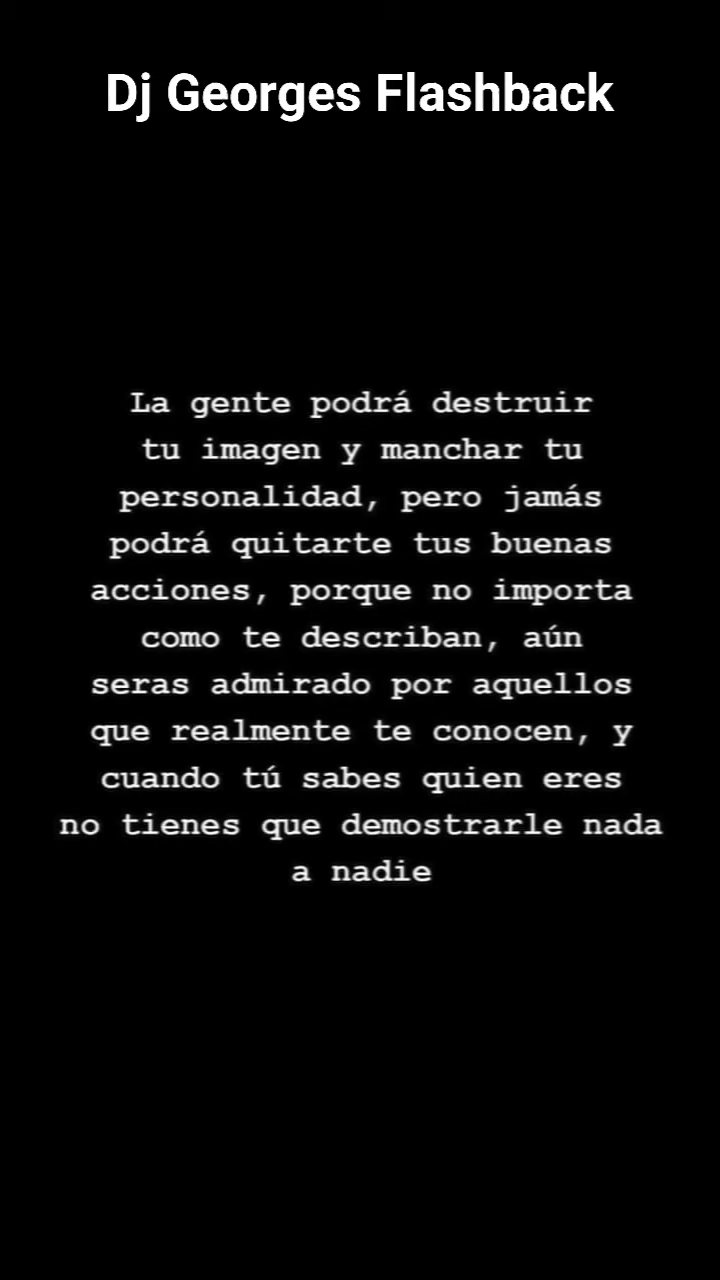 Dj Georges Flashback
La gente podrá destruir
tu imagen y manchar tu
personalidad, pero jamás
podrá quitarte tus buenas
acciones, porque no importa
como te describan, aún
seras admirado por aquellos
que realmente te conocen, y
cuando tú sabes quien eres
no tienes que demostrarle nada
a nadie